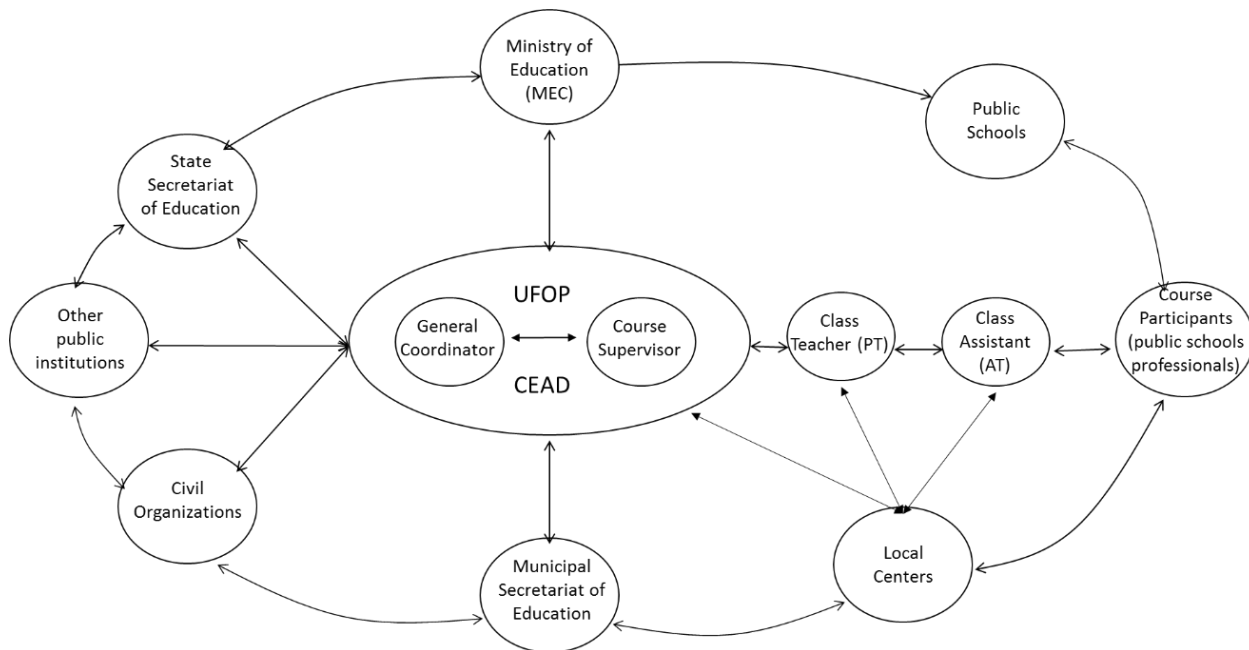 Ministry of
Education
(MEC)
Public
Schools
State
Secretariat
of Education
Other
public
institutions
UFOP
General
Coordinator
Course
Supervisor
CEAD
Class
Teacher (PT)
Class
Assistant
(AT)
Course
Participants
(public schools
professionals)
Civil
Organizations
Municipal
Secretariat of
Education
Local
Centers